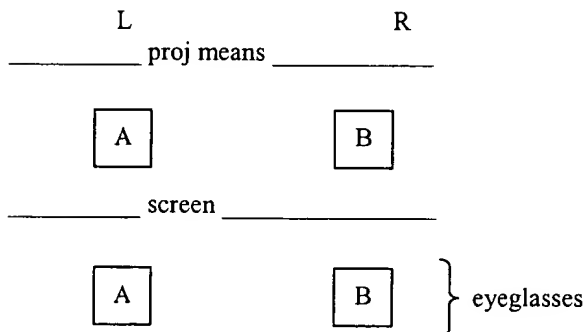 L R
proj means
A B
screen
A B
eyeglasses